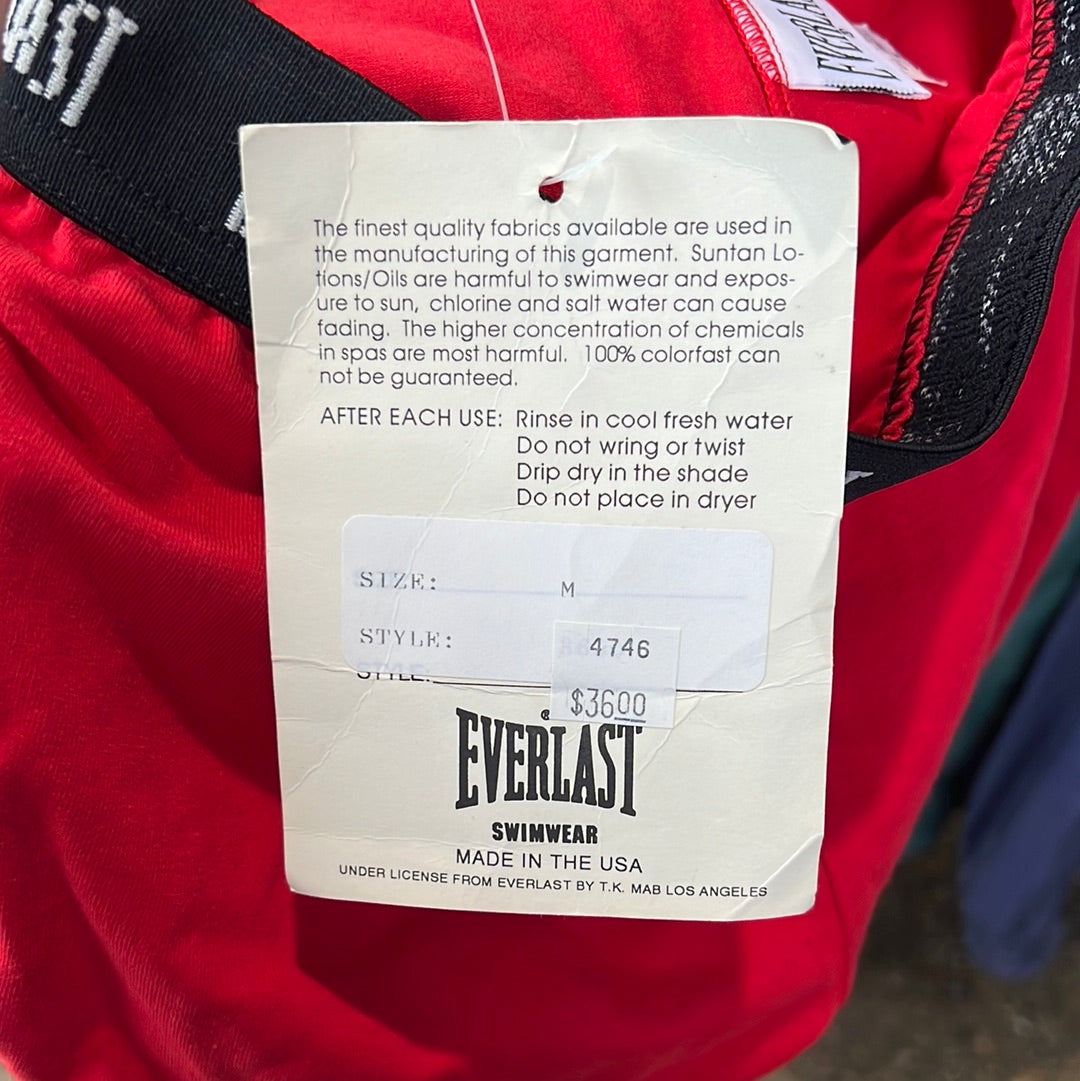 AST
EVERLAST
The finest quality fabrics available are used in
the manufacturing of this garment. Suntan Lo-
tions/Oils are harmful to swimwear and expos-
ure to sun, chlorine and salt water can cause
fading. The higher concentration of chemicals
in spas are most harmful. 100% colorfast can
not be guaranteed.
AFTER EACH USE: Rinse in cool fresh water
Do not wring or twist
Drip dry in the shade
Do not place in dryer
SIZE: M
STYLE: 4746
STYLE:
$3600
®
EVERLAST
SWIMWEAR
MADE IN THE USA
UNDER LICENSE FROM EVERLAST BY T.K. MAB LOS ANGELES